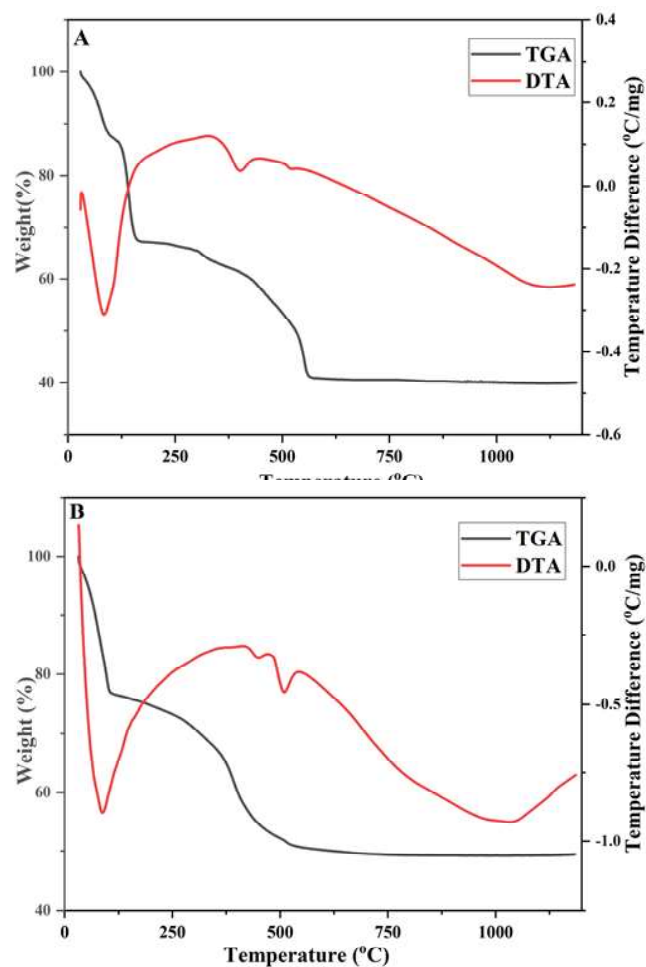 A
TGA
DTA
Weight(%)
100
80
60
40
0.4
0.2
0.0
-0.2
-0.4
-0.6
Temperature Difference (°C/mg)
0
250
500
750
1000
Temperature (°C)
B
TGA
DTA
Weight (%)
100
80
60
40
0.0
-0.5
-1.0
Temperature Difference (°C/mg)
0
250
500
750
1000
Temperature (°C)